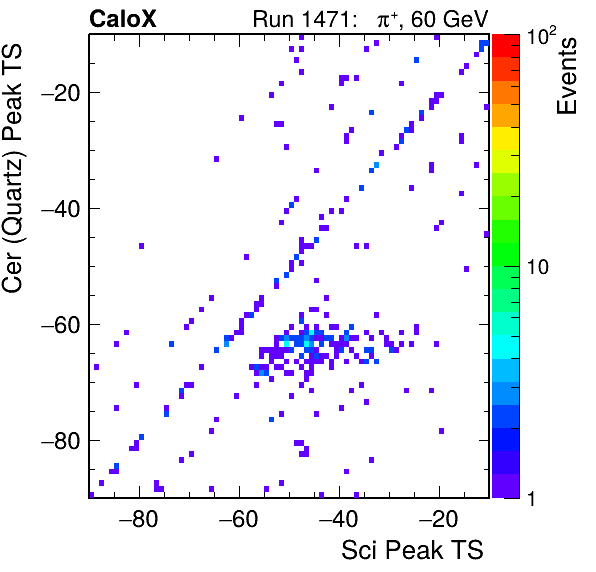 CaloX Run 1471: π⁺, 60 GeV
Cer (Quartz) Peak TS
−20
−40
−60
−80
−80 −60 −40 −20
Sci Peak TS
10²
10
1
Events